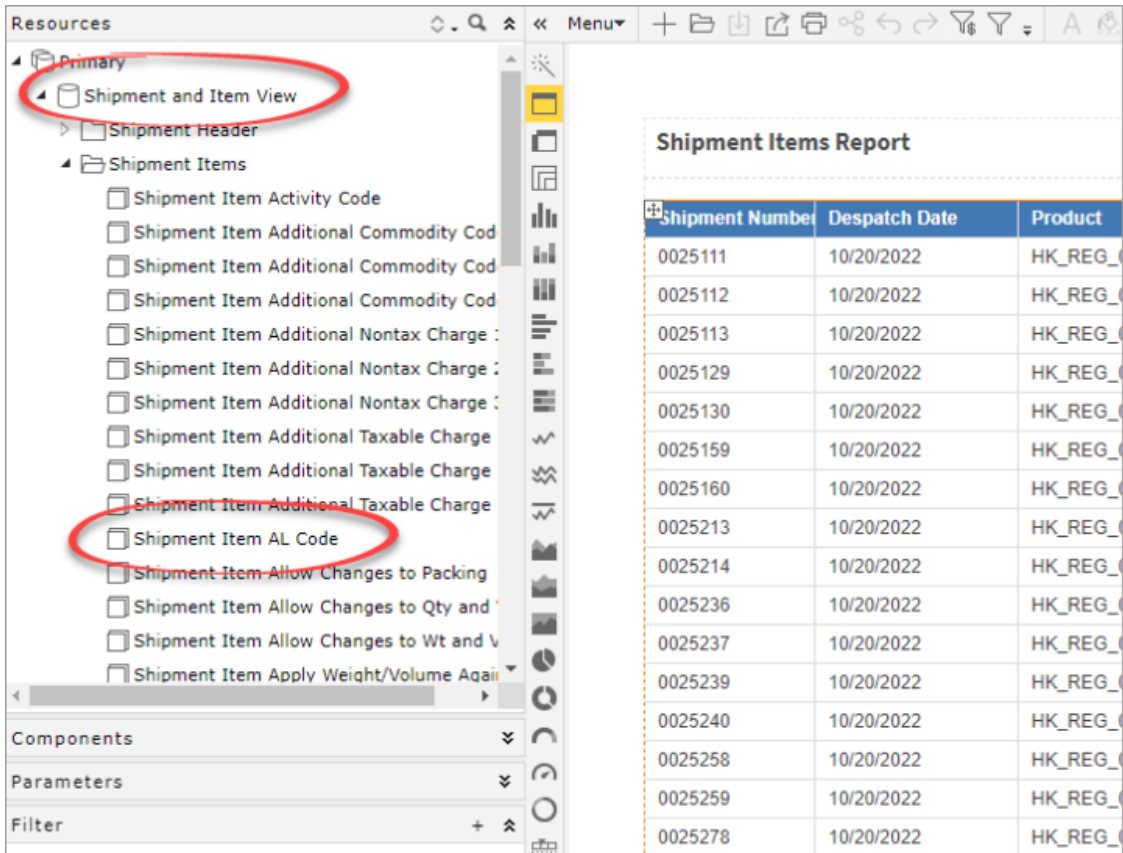 Resources
Menu
Primary
Shipment and Item View
Shipment Header
Shipment Items
Shipment Item Activity Code
Shipment Item Additional Commodity Cod
Shipment Item Additional Commodity Cod
Shipment Item Additional Commodity Cod
Shipment Item Additional Nontax Charge 1
Shipment Item Additional Nontax Charge 2
Shipment Item Additional Nontax Charge 3
Shipment Item Additional Taxable Charge
Shipment Item Additional Taxable Charge
Shipment Item Additional Taxable Charge
Shipment Item AL Code
Shipment Item Allow Changes to Packing
Shipment Item Allow Changes to Qty and
Shipment Item Allow Changes to Wt and V
Shipment Item Apply Weight/Volume Agai
Components
Parameters
Filter
Shipment Items Report
Shipment Number Despatch Date Product
0025111 10/20/2022 HK_REG_
0025112 10/20/2022 HK_REG_
0025113 10/20/2022 HK_REG_
0025129 10/20/2022 HK_REG_
0025130 10/20/2022 HK_REG_
0025159 10/20/2022 HK_REG_
0025160 10/20/2022 HK_REG_
0025213 10/20/2022 HK_REG_
0025214 10/20/2022 HK_REG_
0025236 10/20/2022 HK_REG_
0025237 10/20/2022 HK_REG_
0025239 10/20/2022 HK_REG_
0025240 10/20/2022 HK_REG_
0025258 10/20/2022 HK_REG_
0025259 10/20/2022 HK_REG_
0025278 10/20/2022 HK_REG_